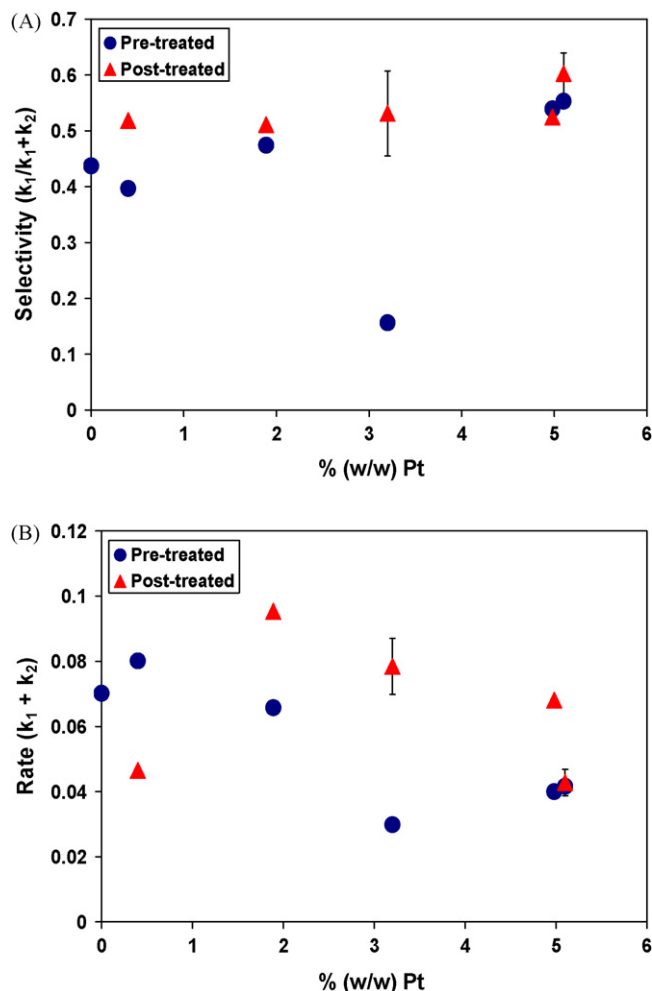 (A)
0.7
Pre-treated
Post-treated
0.6
0.5
0.4
0.3
0.2
0.1
0
Selectivity (k₁/k₁+k₂)
0 1 2 3 4 5 6
% (w/w) Pt
(B)
0.12
Pre-treated
Post-treated
0.1
0.08
0.06
0.04
0.02
0
Rate (k₁ + k₂)
0 1 2 3 4 5 6
% (w/w) Pt